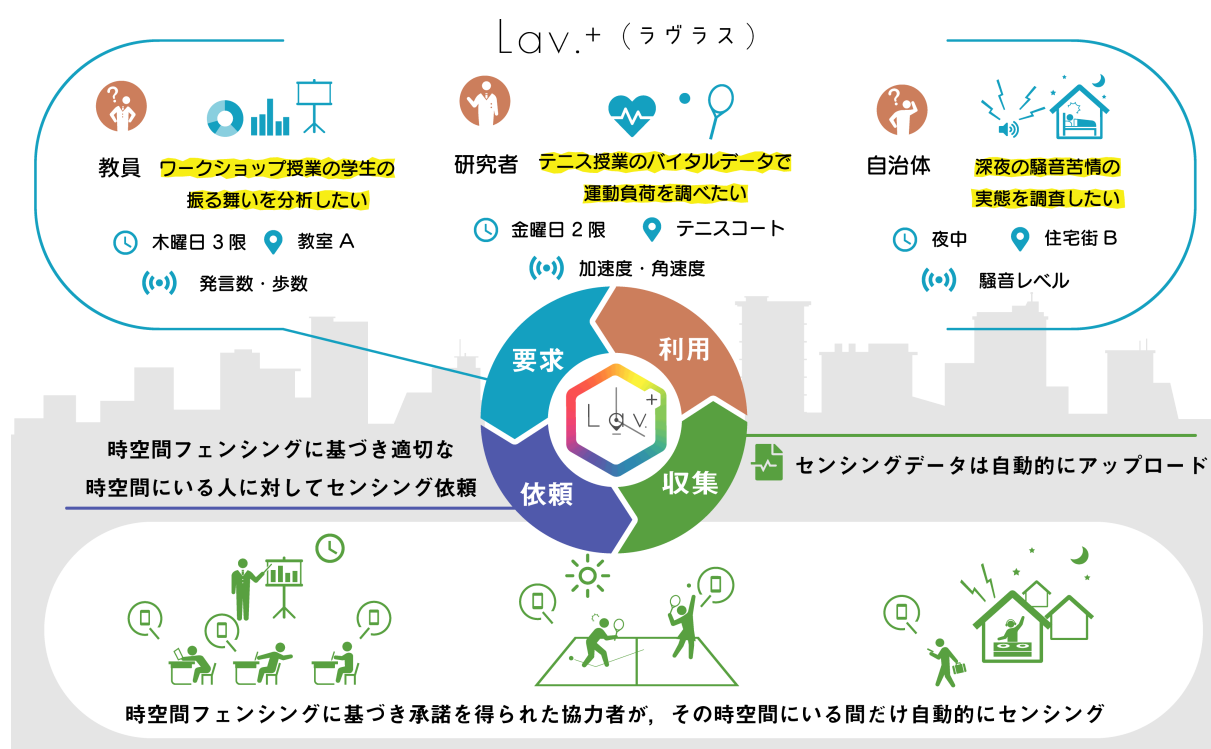 Lav.+（ラヴラス）
教員
ワークショップ授業の学生の
振る舞いを分析したい
木曜日3限
教室A
発言数・歩数
研究者
テニス授業のバイタルデータで
運動負荷を調べたい
金曜日2限
テニスコート
加速度・角速度
自治体
深夜の騒音苦情の
実態を調査したい
夜中
住宅街B
騒音レベル
要求
利用
Lav.+
依頼
収集
時空間フェンシングに基づき適切な
時空間にいる人に対してセンシング依頼
センシングデータは自動的にアップロード
時空間フェンシングに基づき承諾を得られた協力者が，その時空間にいる間だけ自動的にセンシング